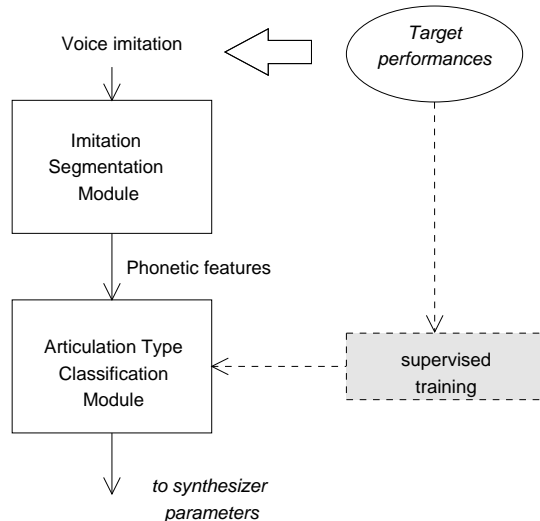 Voice imitation
Target
performances
Imitation
Segmentation
Module
Phonetic features
Articulation Type
Classification
Module
supervised
training
to synthesizer
parameters